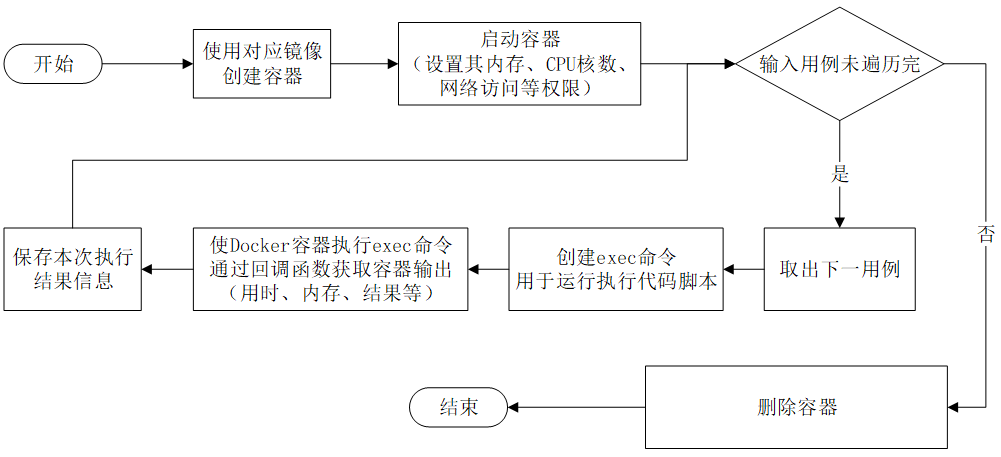 开始
使用对应镜像
创建容器
启动容器
（设置其内存、CPU核数、
网络访问等权限）
输入用例未遍历完
是
否
取出下一用例
创建exec命令
用于运行执行代码脚本
使Docker容器执行exec命令
通过回调函数获取容器输出
（用时、内存、结果等）
保存本次执行
结果信息
删除容器
结束